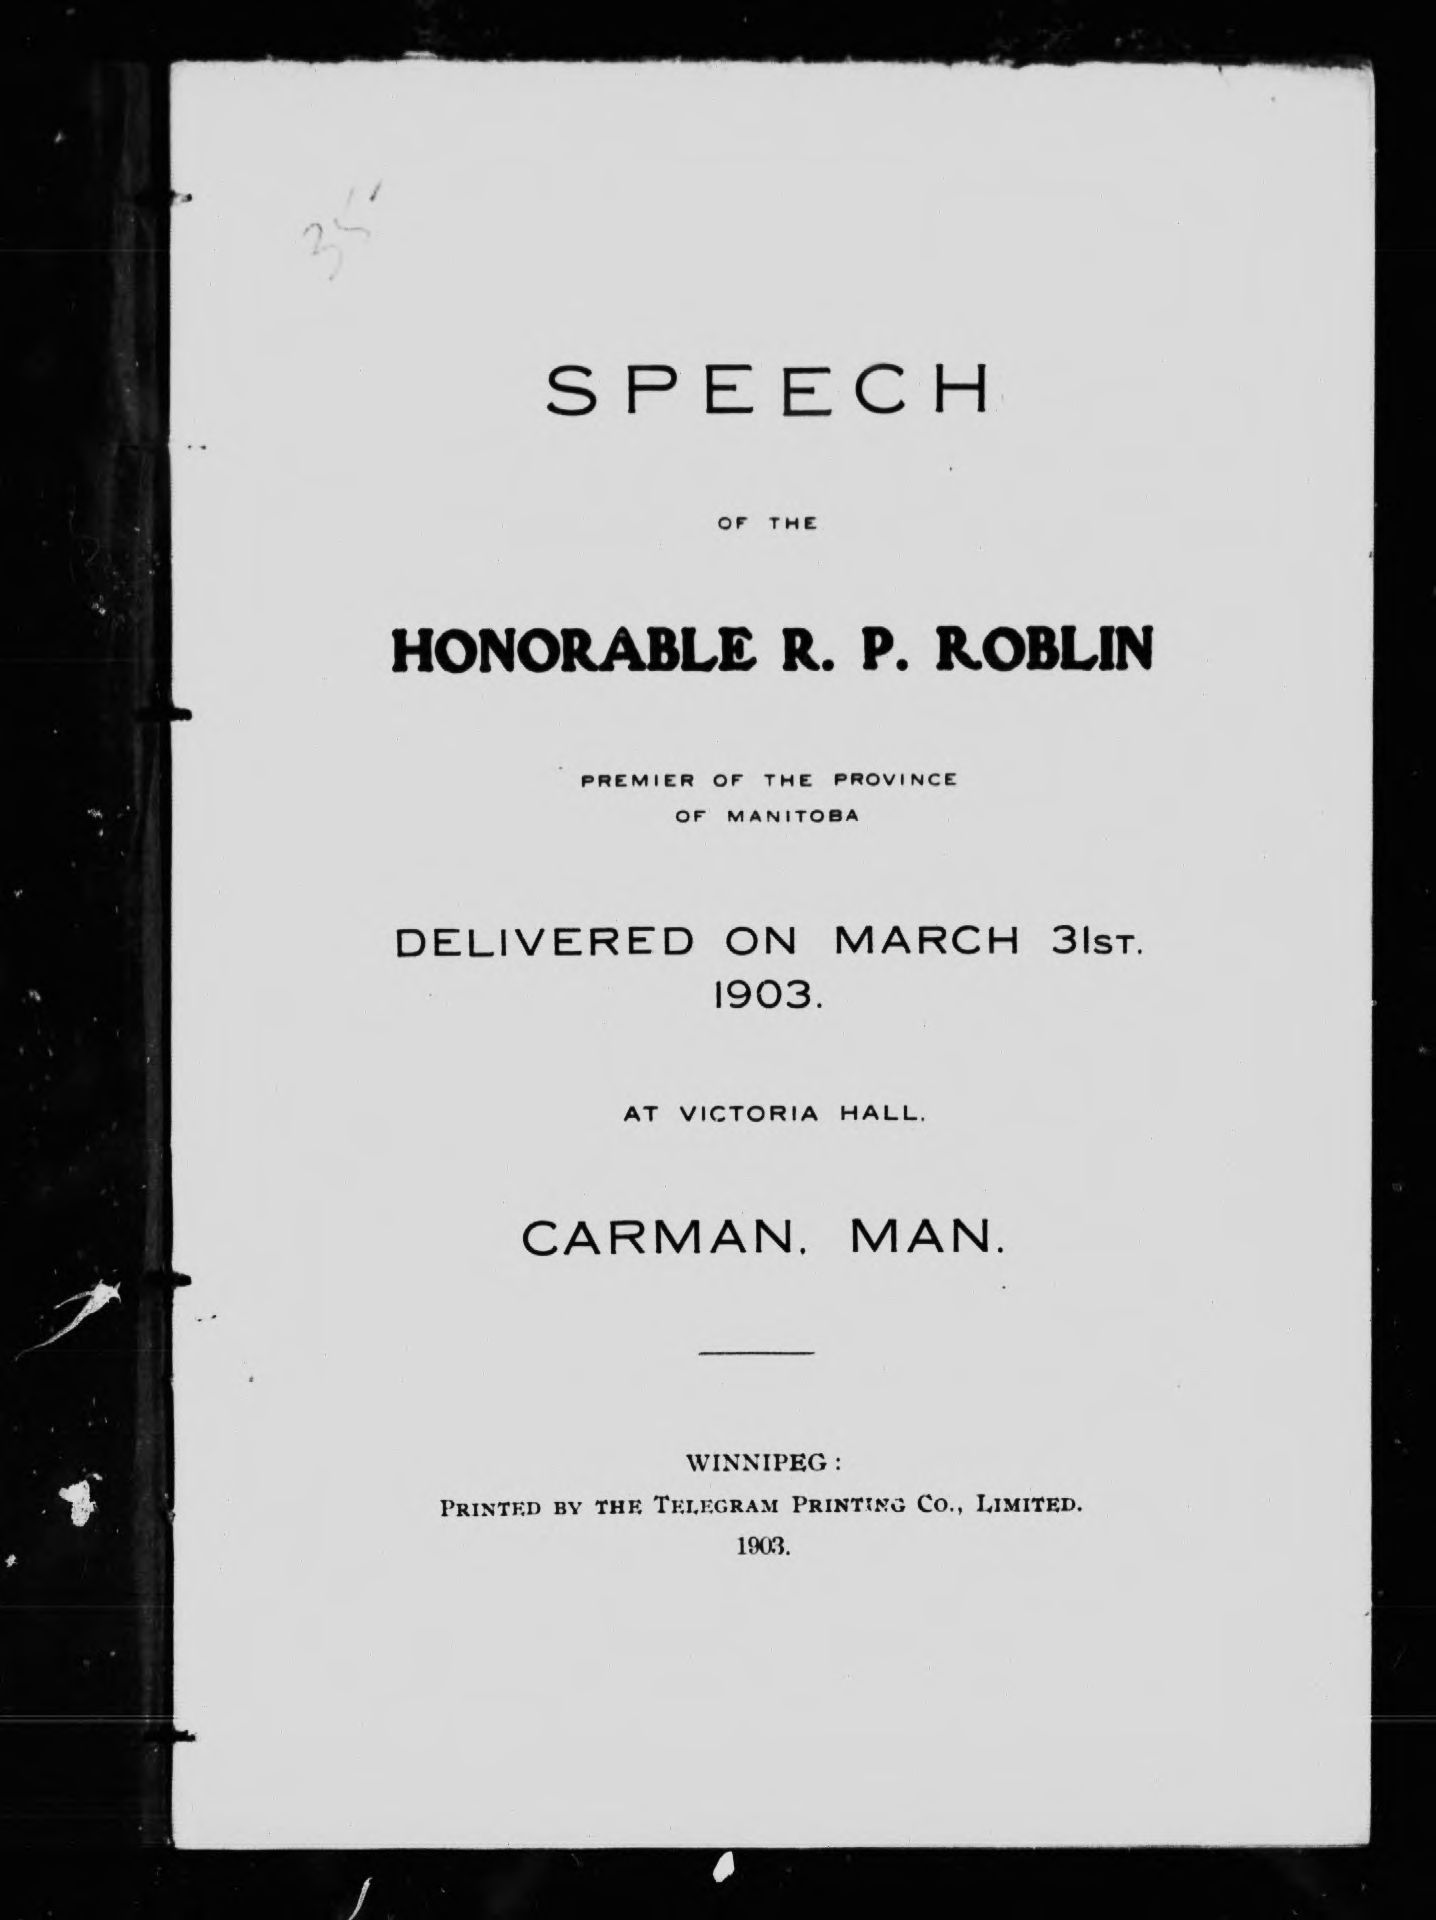 SPEECH
OF THE
HONORABLE R. P. ROBLIN
PREMIER OF THE PROVINCE
OF MANITOBA
DELIVERED ON MARCH 31ST.
1903.
AT VICTORIA HALL.
CARMAN. MAN.
WINNIPEG:
PRINTED BY THE TELEGRAM PRINTING CO., LIMITED.
1903.